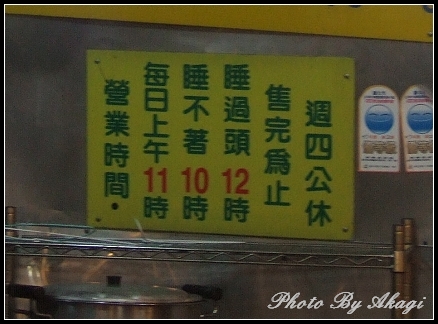 營業時間：
每日上午11時
睡不著10時
睡過頭12時
售完為止
週四公休
Photo By Akagi